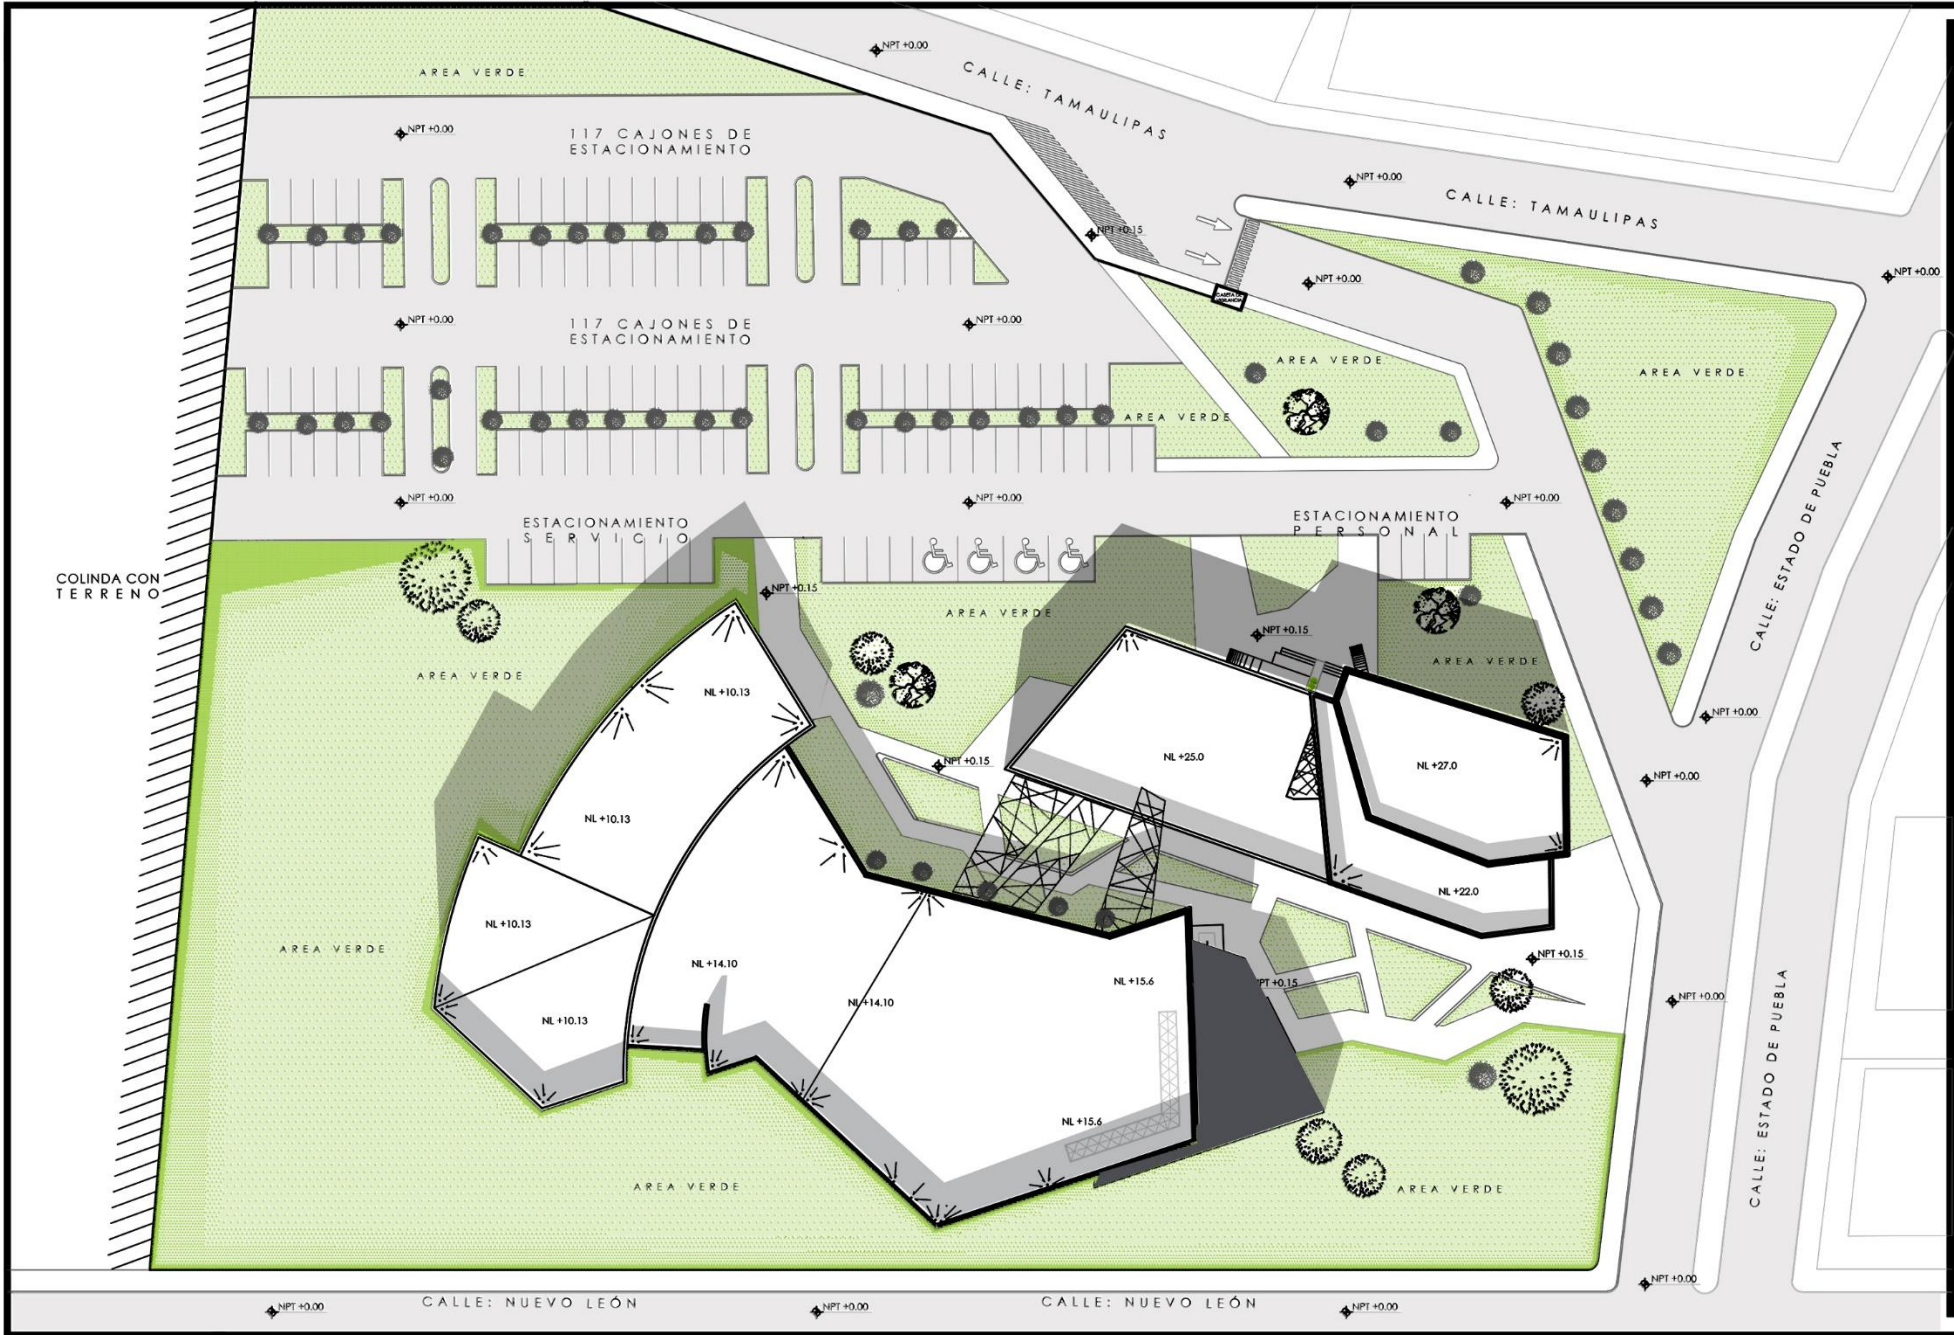 NPT +0.00
AREA VERDE
CALLE: TAMAULIPAS
NPT +0.00
117 CAJONES DE
ESTACIONAMIENTO
NPT +0.00
CALLE: TAMAULIPAS
NPT +0.15
NPT +0.00
NPT +0.00
CASETA DE
VIGILANCIA
NPT +0.00
117 CAJONES DE
ESTACIONAMIENTO
NPT +0.00
AREA VERDE
AREA VERDE
AREA VERDE
NPT +0.00
NPT +0.00
NPT +0.00
ESTACIONAMIENTO
SERVICIO
ESTACIONAMIENTO
PERSONAL
CALLE: ESTADO DE PUEBLA
COLINDA CON
TERRENO
NPT +0.15
AREA VERDE
NPT +0.15
AREA VERDE
AREA VERDE
NL +10.13
NPT +0.00
NL +25.0
NPT +0.15
NL +27.0
NPT +0.00
NL +10.13
NL +22.0
NL +10.13
AREA VERDE
NL +14.10
NPT +0.15
NL +15.6
PT +0.15
NL +14.10
NPT +0.00
NL +10.13
CALLE: ESTADO DE PUEBLA
NL +15.6
AREA VERDE
AREA VERDE
NPT +0.00
CALLE: NUEVO LEÓN
CALLE: NUEVO LEÓN
NPT +0.00
NPT +0.00
NPT +0.00